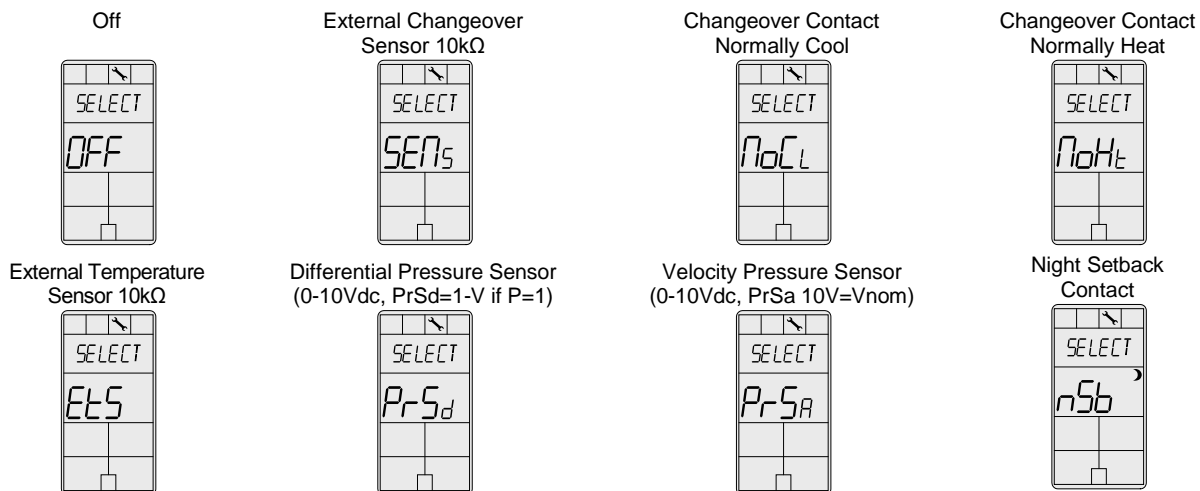 Off
SELECT
OFF
External Changeover
Sensor 10kΩ
SELECT
SENs
Changeover Contact
Normally Cool
SELECT
NoCL
Changeover Contact
Normally Heat
SELECT
NoHt
External Temperature
Sensor 10kΩ
SELECT
EtS
Differential Pressure Sensor
(0-10Vdc, PrSd=1-V if P=1)
SELECT
PrSd
Velocity Pressure Sensor
(0-10Vdc, PrSa 10V=Vnom)
SELECT
PrSA
Night Setback
Contact
SELECT
nSb